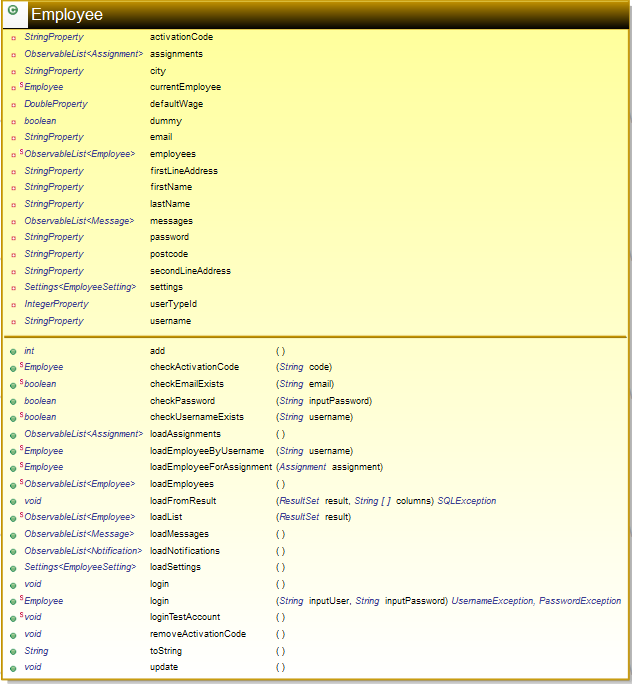 C Employee
StringProperty activationCode
ObservableList<Assignment> assignments
StringProperty city
S Employee currentEmployee
DoubleProperty defaultWage
boolean dummy
StringProperty email
S ObservableList<Employee> employees
StringProperty firstLineAddress
StringProperty firstName
StringProperty lastName
ObservableList<Message> messages
StringProperty password
StringProperty postcode
StringProperty secondLineAddress
Settings<EmployeeSetting> settings
IntegerProperty userTypeId
StringProperty username
int add ( )
S Employee checkActivationCode (String code)
S boolean checkEmailExists (String email)
boolean checkPassword (String inputPassword)
S boolean checkUsernameExists (String username)
ObservableList<Assignment> loadAssignments ( )
S Employee loadEmployeeByUsername (String username)
S Employee loadEmployeeForAssignment (Assignment assignment)
S ObservableList<Employee> loadEmployees ( )
void loadFromResult (ResultSet result, String [ ] columns) SQLException
S ObservableList<Employee> loadList (ResultSet result)
ObservableList<Message> loadMessages ( )
ObservableList<Notification> loadNotifications ( )
Settings<EmployeeSetting> loadSettings ( )
void login ( )
S Employee login (String inputUser, String inputPassword) UsernameException, PasswordException
S void loginTestAccount ( )
void removeActivationCode ( )
String toString ( )
void update ( )